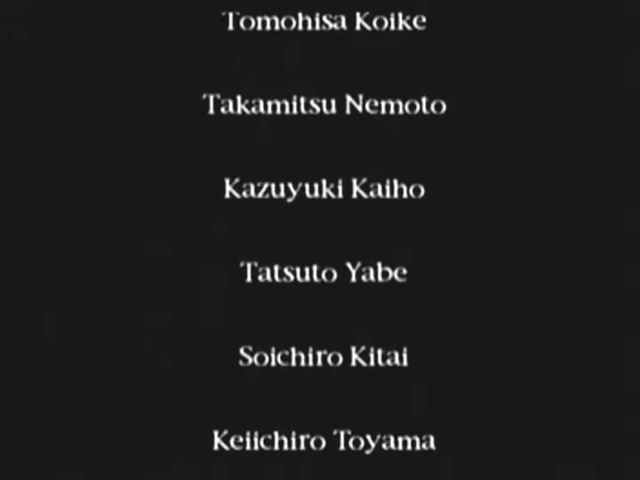 Tomohisa Koike
Takamitsu Nemoto
Kazuyuki Kaiho
Tatsuto Yabe
Soichiro Kitai
Keiichiro Toyama